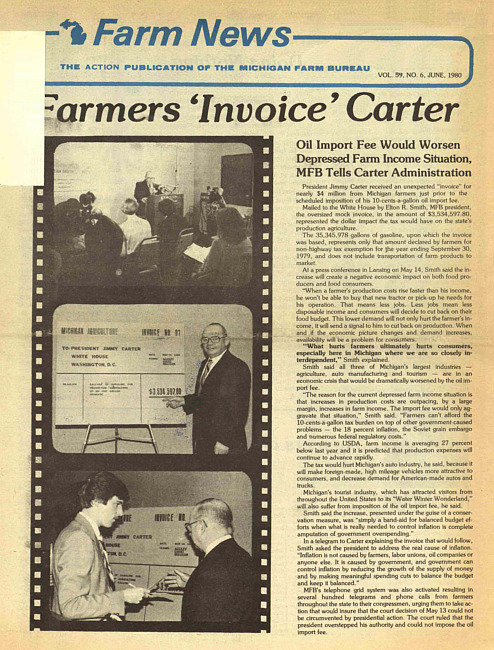 Farm News
THE ACTION PUBLICATION OF THE MICHIGAN FARM BUREAU
VOL. 59, NO. 6, JUNE, 1980
Farmers 'Invoice' Carter
MICHIGAN AGRICULTURE INVOICE NO. 01
TO: PRESIDENT JIMMY CARTER
WHITE HOUSE
WASHINGTON, D.C.
$3,534,597.80
INVOICE NO.
JIMMY CARTER
Oil Import Fee Would Worsen
Depressed Farm Income Situation,
MFB Tells Carter Administration
President Jimmy Carter received an unexpected "invoice" for
nearly $4 million from Michigan farmers just prior to the
scheduled imposition of his 10-cents-a-gallon oil import fee.
Mailed to the White House by Elton R. Smith, MFB president,
the oversized mock invoice, in the amount of $3,534,597.80,
represented the dollar impact the tax would have on the state's
production agriculture.
The 35,345,978 gallons of gasoline, upon which the invoice
was based, represents only that amount declared by farmers for
non-highway tax exemption for the year ending September 30,
1979, and does not include transportation of farm products to
market.
At a press conference in Lansing on May 14, Smith said the in-
crease will create a negative economic impact on both food pro-
ducers and food consumers.
"When a farmer's production costs rise faster than his income,
he won't be able to buy that new tractor or pick-up he needs for
his operation. That means less jobs. Less jobs mean less
disposable income and consumers will decide to cut back on their
food budget. This lower demand will not only hurt the farmer's in-
come, it will send a signal to him to cut back on production. When
and if the economic picture changes and demand increases,
availability will be a problem for consumers.
"What hurts farmers ultimately hurts consumers,
especially here in Michigan where we are so closely in-
terdependent," Smith explained.
Smith said all three of Michigan's largest industries —
agriculture, auto manufacturing and tourism — are in an
economic crisis that would be dramatically worsened by the oil im-
port fee.
"The reason for the current depressed farm income situation is
that increases in production costs are outpacing, by a large
margin, increases in farm income. The import fee would only ag-
gravate that situation," Smith said. "Farmers can't afford the
10-cents-a-gallon tax burden on top of other government-caused
problems — the 18 percent inflation, the Soviet grain embargo
and numerous federal regulatory costs."
According to USDA, farm income is averaging 27 percent
below last year and it is predicted that production expenses will
continue to advance rapidly.
The tax would hurt Michigan's auto industry, he said, because it
will make foreign-made, high mileage vehicles more attractive to
consumers, and decrease demand for American-made autos and
trucks.
Michigan's tourist industry, which has attracted visitors from
throughout the United States to its "Water Winter Wonderland,"
will also suffer from imposition of the oil import fee, he said.
Smith said the increase, presented under the guise of a conser-
vation measure, was "simply a band-aid for balanced budget ef-
forts when what is really needed to control inflation is complete
amputation of government overspending."
In a telegram to Carter explaining the invoice that would follow,
Smith asked the president to address the real cause of inflation.
"Inflation is not caused by farmers, labor unions, oil companies or
anyone else. It is caused by government, and government can
control inflation by reducing the growth of the supply of money
and by making meaningful spending cuts to balance the budget
and keep it balanced."
MFB's telephone grid system was also activated resulting in
several hundred telegrams and phone calls from farmers
throughout the state to their congressmen, urging them to take ac-
tion that would insure that the court decision of May 13 could not
be circumvented by presidential action. The court ruled that the
president overstepped his authority and could not impose the oil
import fee.